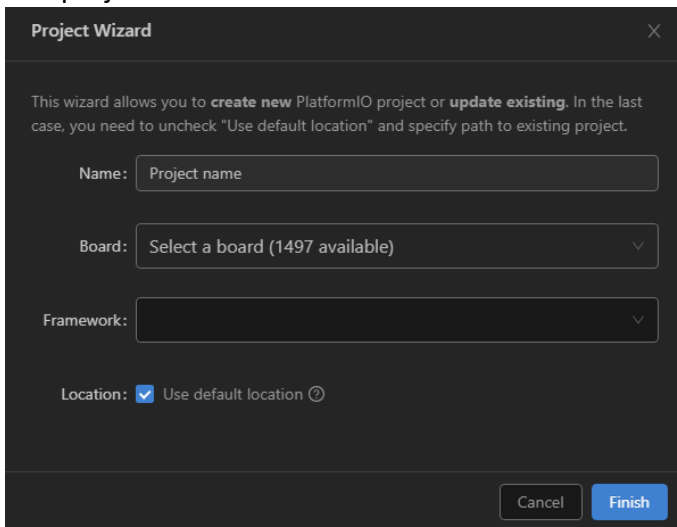 Project Wizard
This wizard allows you to create new PlatformIO project or update existing. In the last
case, you need to uncheck "Use default location" and specify path to existing project.
Name: Project name
Board: Select a board (1497 available)
Framework:
Location: Use default location
Cancel Finish